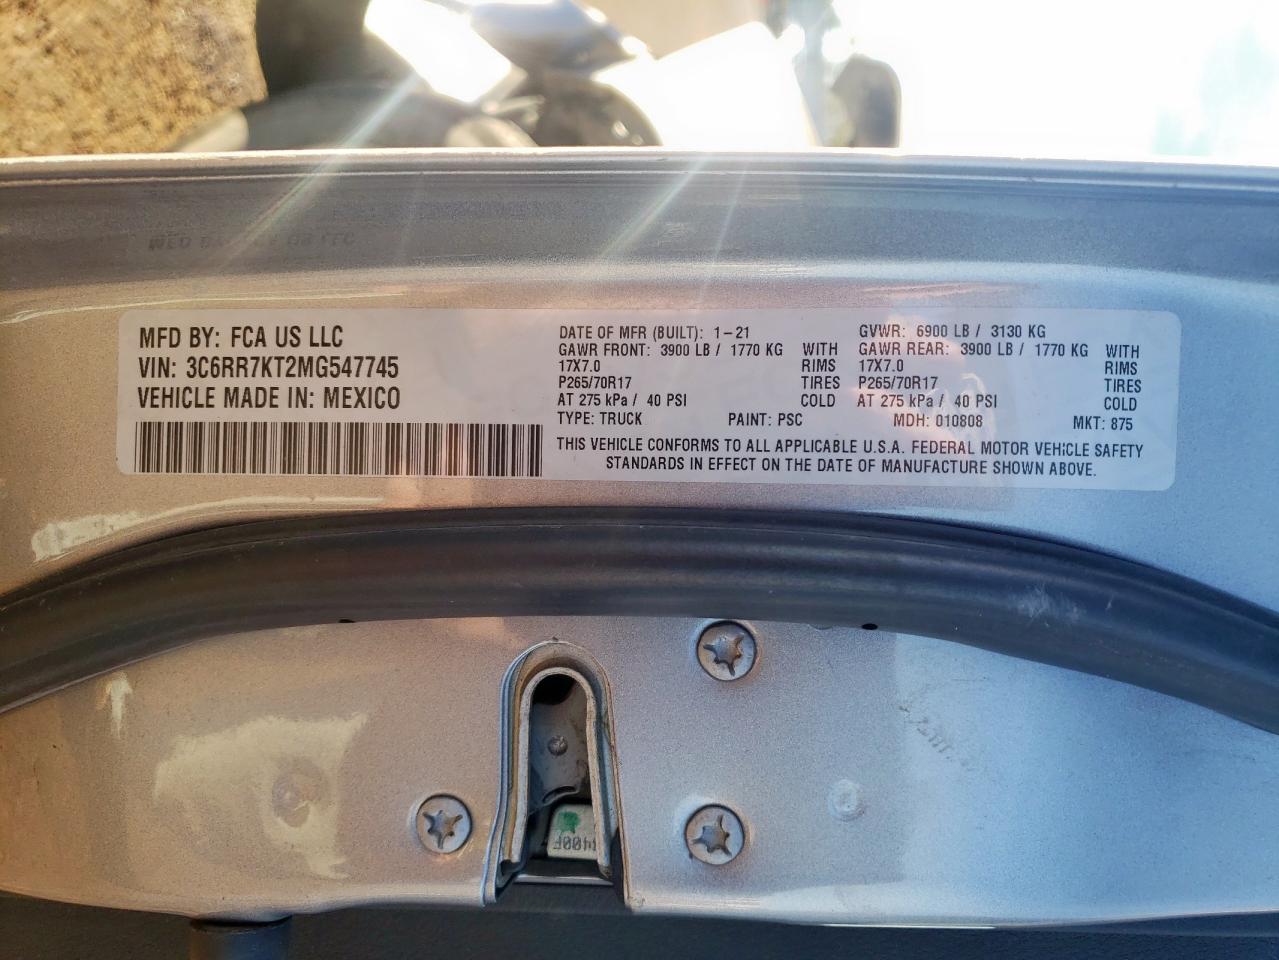 MFD BY: FCA US LLC
VIN: 3C6RR7KT2MG547745
VEHICLE MADE IN: MEXICO
DATE OF MFR (BUILT): 1-21 GVWR: 6900 LB / 3130 KG
GAWR FRONT: 3900 LB / 1770 KG WITH GAWR REAR: 3900 LB / 1770 KG WITH
17X7.0 RIMS 17X7.0 RIMS
P265/70R17 TIRES P265/70R17 TIRES
AT 275 kPa / 40 PSI COLD AT 275 kPa / 40 PSI COLD
TYPE: TRUCK PAINT: PSC MDH: 010808 MKT: 875
THIS VEHICLE CONFORMS TO ALL APPLICABLE U.S.A. FEDERAL MOTOR VEHICLE SAFETY
STANDARDS IN EFFECT ON THE DATE OF MANUFACTURE SHOWN ABOVE.